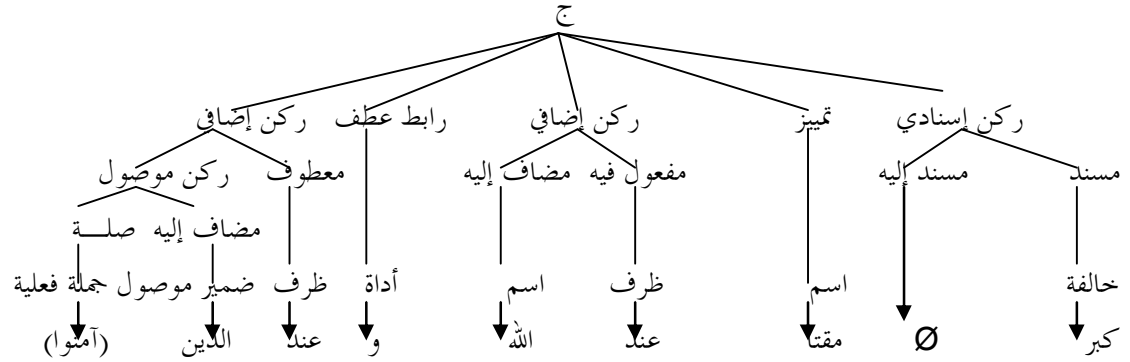 ج
ركن إسنادي تمييز ركن إضافي رابط عطف ركن إضافي
مسند مسند إليه مفعول فيه مضاف إليه معطوف ركن موصول
مضاف إليه صلـــة
خالفة اسم ظرف اسم أداة ظرف ضمير موصول جملة فعلية
كبر Ø مقتا عند الله و عند الذين (آمنوا)